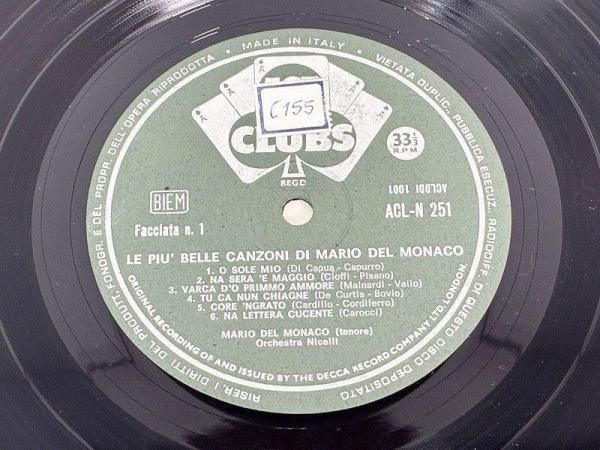 MADE IN ITALY • VIETATA DUPLIC. PUBBLICA ESECUZ. RADIODIFF. DI QUESTO DISCO DEPOSITATO
RISER. I DIRITTI DEL PRODUTT. FONOGR. E DEL PROPR. DELL'OPERA RIPRODOTTA •
A
A
A
A
C155
CLUBS
REGD
33 1/3
R.P.M
BIEM
ACLODI 1001
Facciata n. 1
ACL-N 251
LE PIU' BELLE CANZONI DI MARIO DEL MONACO
1. O SOLE MIO (Di Capua - Capurro)
2. NA SERA 'E MAGGIO (Cioffi - Pisano)
3. VARCA D'O PRIMMO AMMORE (Mainardi - Vallo)
4. TU CA NUN CHIAGNE (De Curtis - Bovio)
5. CORE 'NGRATO (Cardillo - Cordiferro)
6. NA LETTERA CUCENTE (Carocci)
MARIO DEL MONACO (tenore)
Orchestra Nicelli
ORIGINAL RECORDING OF AND ISSUED BY THE DECCA RECORD COMPANY LTD. LONDON.